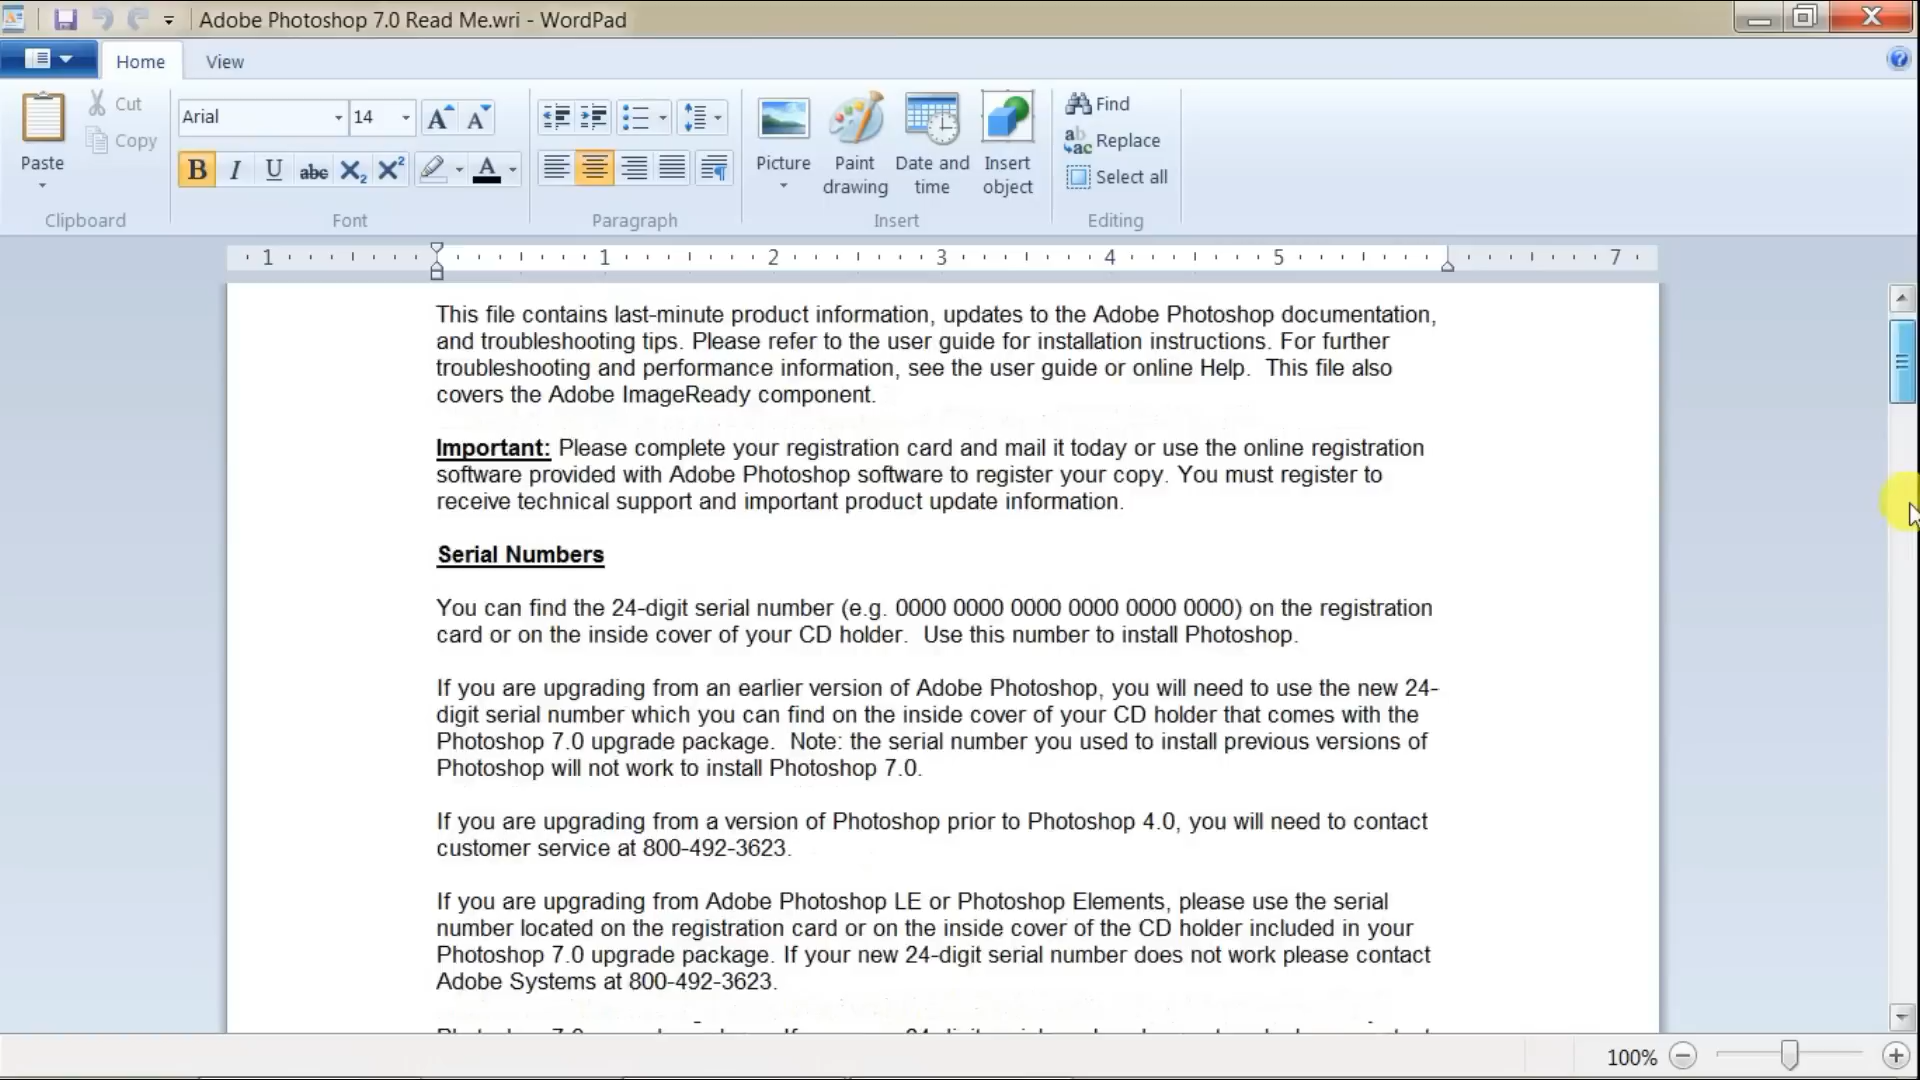 Adobe Photoshop 7.0 Read Me.wri - WordPad
Home View
Paste
Cut
Copy
Clipboard
Arial 14
A A
B I U abc X₂ X² A
Font
Paragraph
Picture
Paint drawing
Date and time
Insert object
Insert
Find
ab ac Replace
Select all
Editing
1 1 2 3 4 5 7
This file contains last-minute product information, updates to the Adobe Photoshop documentation,
and troubleshooting tips. Please refer to the user guide for installation instructions. For further
troubleshooting and performance information, see the user guide or online Help.  This file also
covers the Adobe ImageReady component.
Important: Please complete your registration card and mail it today or use the online registration
software provided with Adobe Photoshop software to register your copy. You must register to
receive technical support and important product update information.
Serial Numbers
You can find the 24-digit serial number (e.g. 0000 0000 0000 0000 0000 0000) on the registration
card or on the inside cover of your CD holder.  Use this number to install Photoshop.
If you are upgrading from an earlier version of Adobe Photoshop, you will need to use the new 24-
digit serial number which you can find on the inside cover of your CD holder that comes with the
Photoshop 7.0 upgrade package.  Note: the serial number you used to install previous versions of
Photoshop will not work to install Photoshop 7.0.
If you are upgrading from a version of Photoshop prior to Photoshop 4.0, you will need to contact
customer service at 800-492-3623.
If you are upgrading from Adobe Photoshop LE or Photoshop Elements, please use the serial
number located on the registration card or on the inside cover of the CD holder included in your
Photoshop 7.0 upgrade package. If your new 24-digit serial number does not work please contact
Adobe Systems at 800-492-3623.
100%